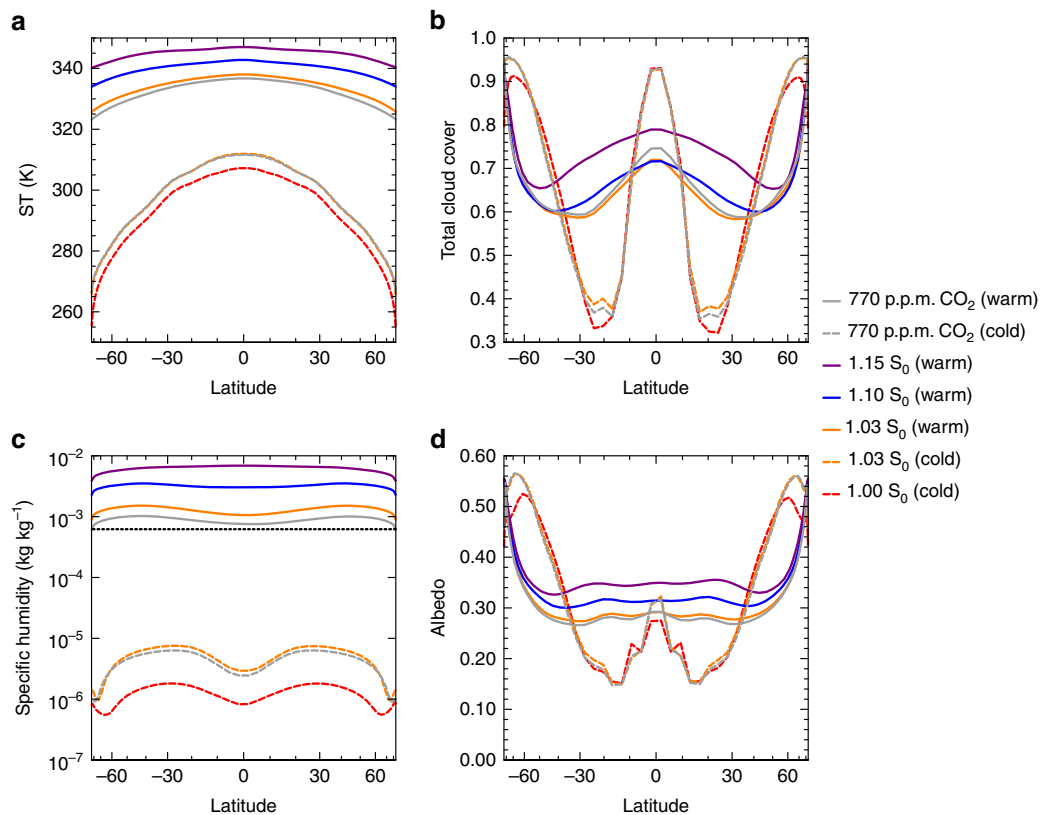 a
ST (K)
340
320
300
280
260
–60
–30
0
30
60
Latitude
b
Total cloud cover
1.0
0.9
0.8
0.7
0.6
0.5
0.4
0.3
–60
–30
0
30
60
Latitude
770 p.p.m. CO₂ (warm)
770 p.p.m. CO₂ (cold)
1.15 S₀ (warm)
1.10 S₀ (warm)
1.03 S₀ (warm)
1.03 S₀ (cold)
1.00 S₀ (cold)
c
Specific humidity (kg kg⁻¹)
10⁻²
10⁻³
10⁻⁴
10⁻⁵
10⁻⁶
10⁻⁷
–60
–30
0
30
60
Latitude
d
Albedo
0.60
0.50
0.40
0.30
0.20
0.10
0.00
–60
–30
0
30
60
Latitude